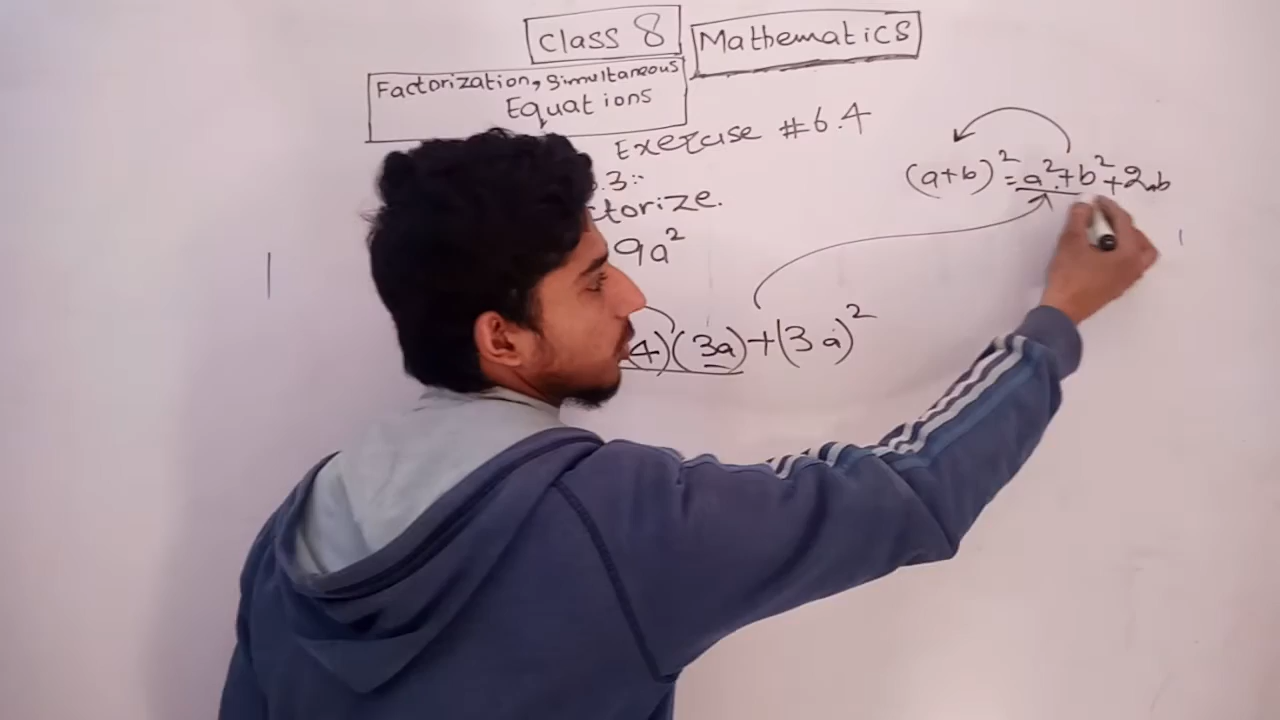 Class 8
Mathematics
Factorization, Simultaneous
Equations
Exercise #6.4
.3:-
ctorize.
9a²
(a+b)² = a²+b²+2ab
4)(3a)+(3a)²